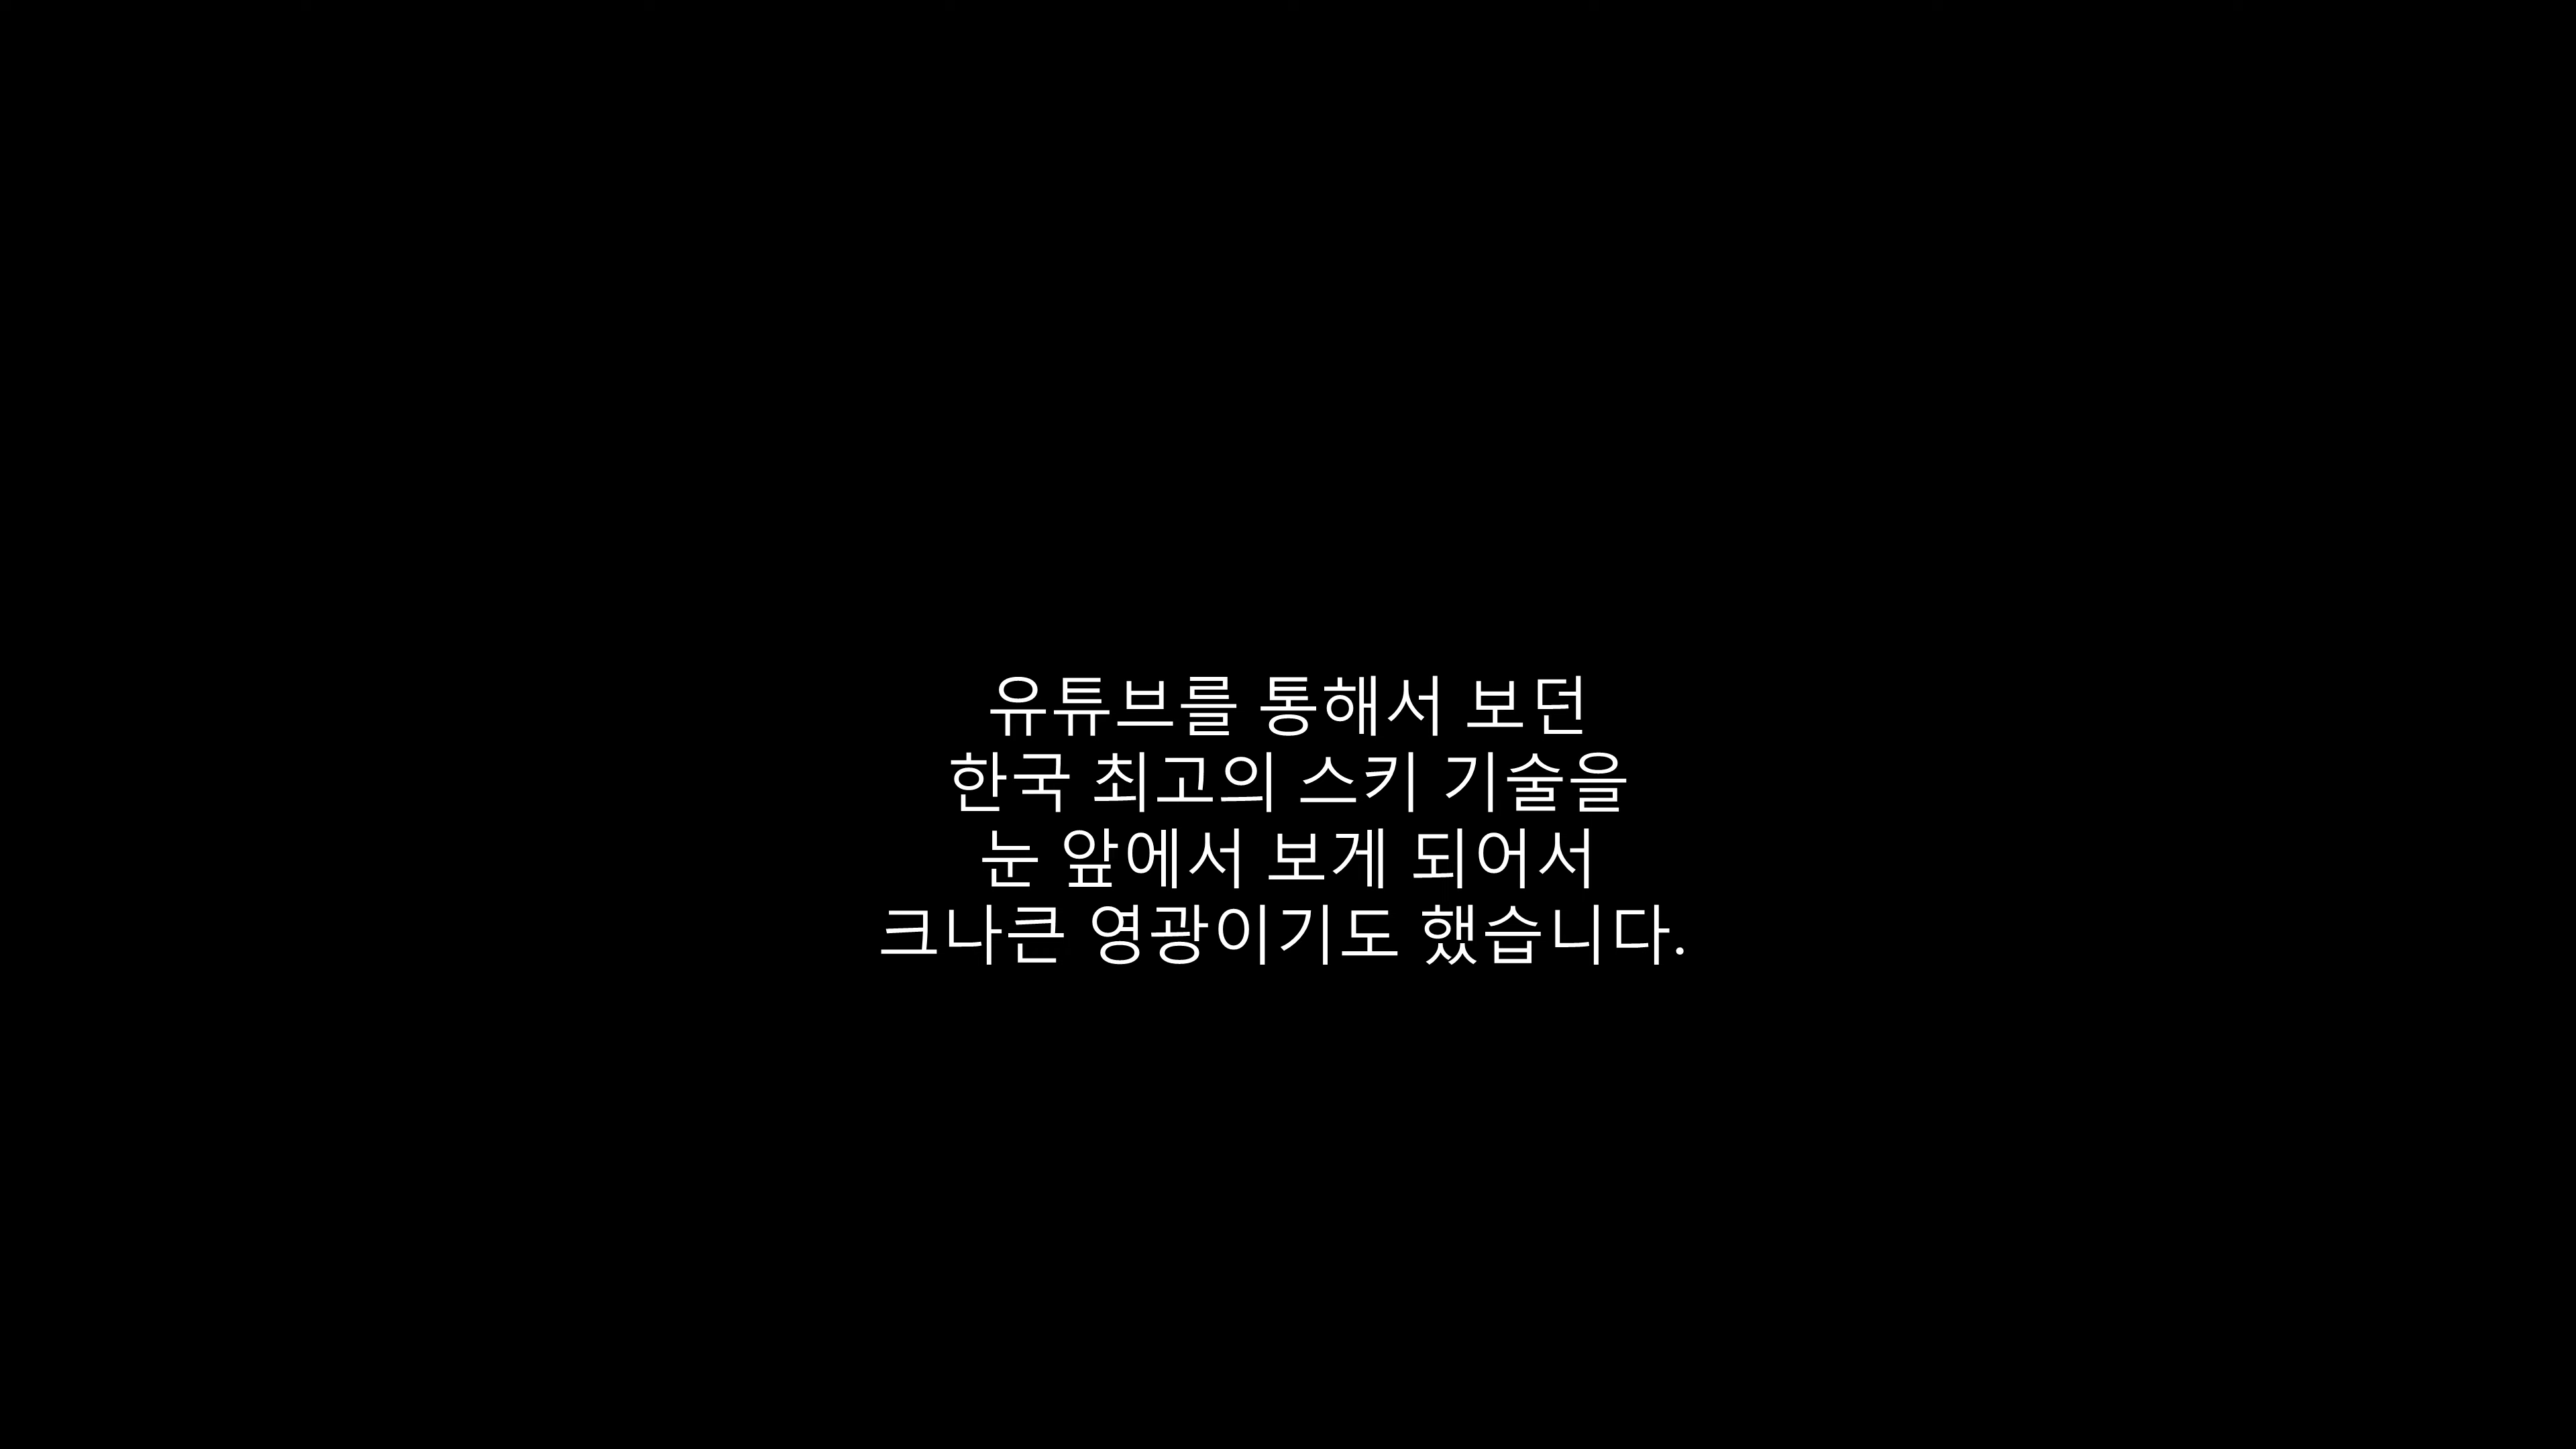 유튜브를 통해서 보던
한국 최고의 스키 기술을
눈 앞에서 보게 되어서
크나큰 영광이기도 했습니다.